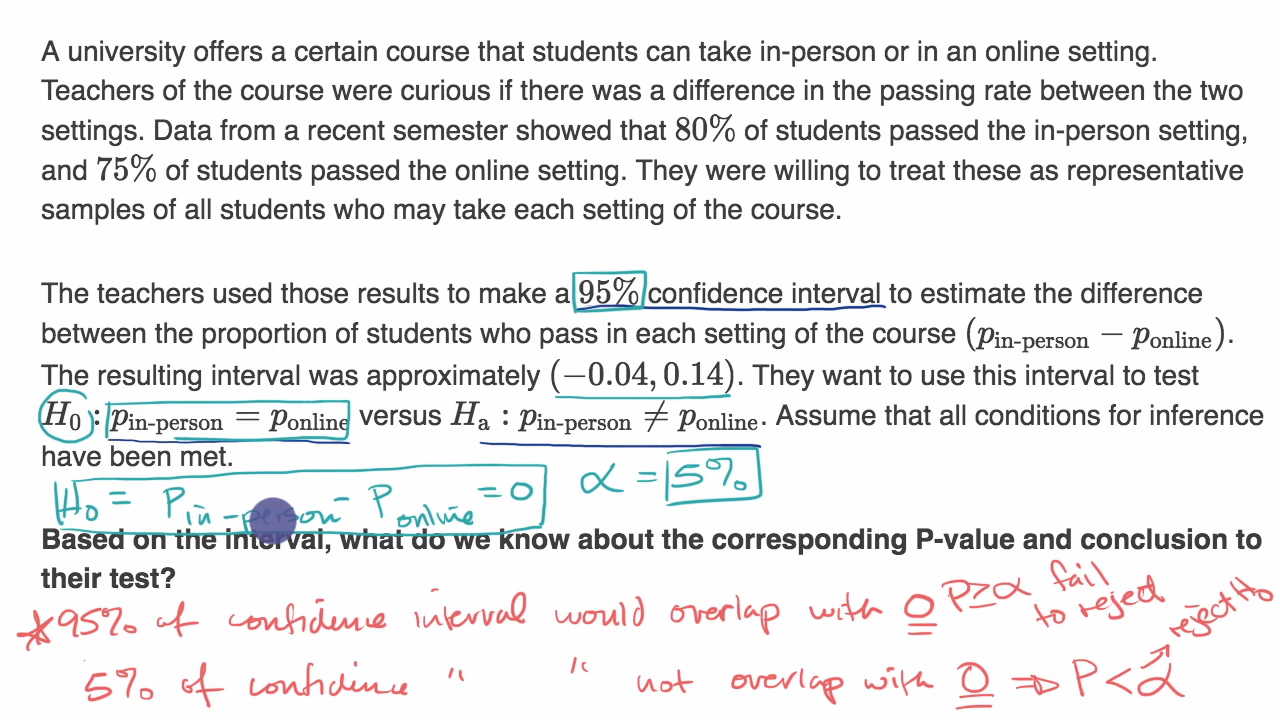 A university offers a certain course that students can take in-person or in an online setting.
Teachers of the course were curious if there was a difference in the passing rate between the two
settings. Data from a recent semester showed that 80% of students passed the in-person setting,
and 75% of students passed the online setting. They were willing to treat these as representative
samples of all students who may take each setting of the course.
The teachers used those results to make a 95% confidence interval to estimate the difference
between the proportion of students who pass in each setting of the course (p_in-person − p_online).
The resulting interval was approximately (−0.04, 0.14). They want to use this interval to test
H₀ : p_in-person = p_online versus H_a : p_in-person ≠ p_online. Assume that all conditions for inference
have been met.
H₀ = P_in-person - P_online = 0
α = 5%
Based on the interval, what do we know about the corresponding P-value and conclusion to
their test?
*95% of confidence interval would overlap with 0 P≥α fail to reject
5% of confidence " " not overlap with 0 ⇒ P<α → reject H₀